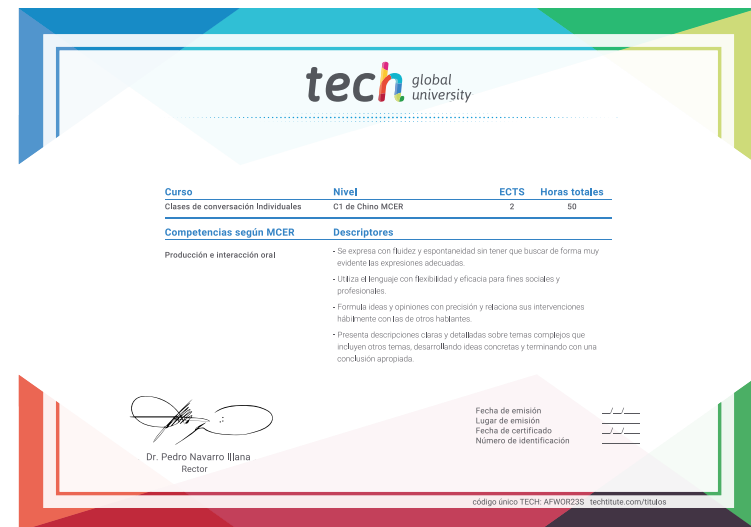 tech global university
Curso Nivel ECTS Horas totales
Clases de conversación Individuales C1 de Chino MCER 2 50
Competencias según MCER Descriptores
Producción e interacción oral
- Se expresa con fluidez y espontaneidad sin tener que buscar de forma muy
evidente las expresiones adecuadas.
- Utiliza el lenguaje con flexibilidad y eficacia para fines sociales y
profesionales.
- Formula ideas y opiniones con precisión y relaciona sus intervenciones
hábilmente con las de otros hablantes.
- Presenta descripciones claras y detalladas sobre temas complejos que
incluyen otros temas, desarrollando ideas concretas y terminando con una
conclusión apropiada.
Dr. Pedro Navarro Illana
Rector
Fecha de emisión __/__/____
Lugar de emisión ________
Fecha de certificado __/__/____
Número de identificación ________
código único TECH: AFWOR23S techtitute.com/titulos